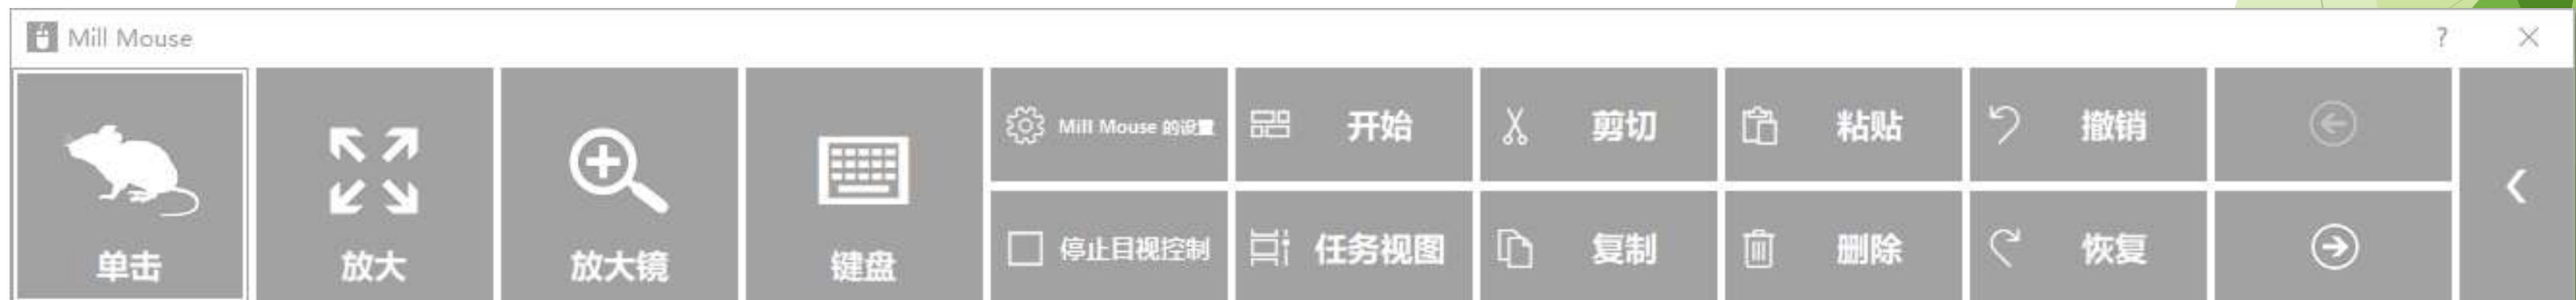 Mill Mouse
?
单击
放大
放大镜
键盘
Mill Mouse 的设置
开始
剪切
粘贴
撤销
停止目视控制
任务视图
复制
删除
恢复